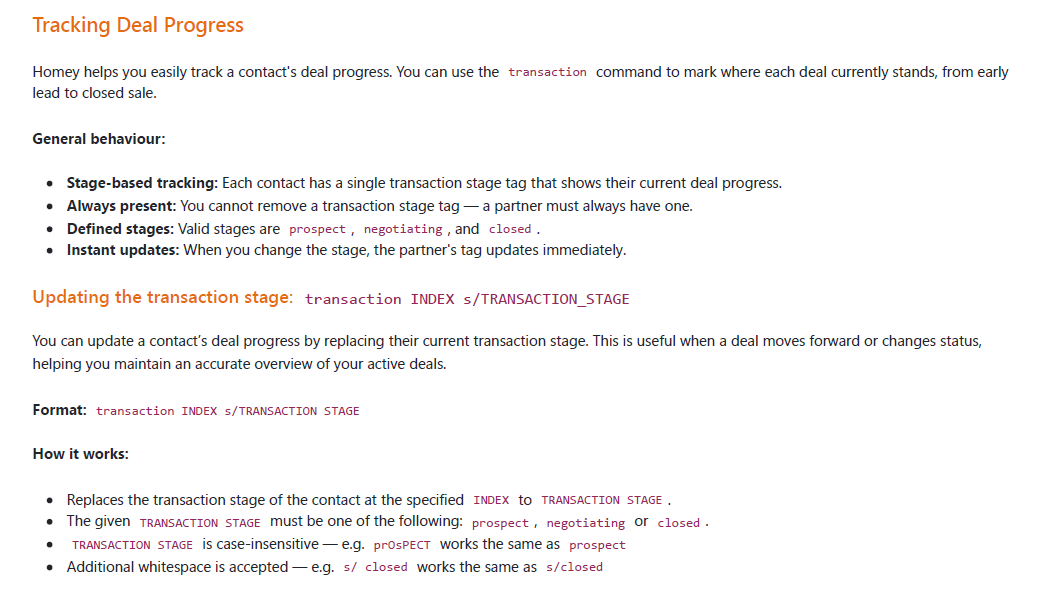 Tracking Deal Progress
Homey helps you easily track a contact's deal progress. You can use the transaction command to mark where each deal currently stands, from early
lead to closed sale.
General behaviour:
• Stage-based tracking: Each contact has a single transaction stage tag that shows their current deal progress.
• Always present: You cannot remove a transaction stage tag — a partner must always have one.
• Defined stages: Valid stages are prospect, negotiating, and closed.
• Instant updates: When you change the stage, the partner's tag updates immediately.
Updating the transaction stage: transaction INDEX s/TRANSACTION_STAGE
You can update a contact’s deal progress by replacing their current transaction stage. This is useful when a deal moves forward or changes status,
helping you maintain an accurate overview of your active deals.
Format: transaction INDEX s/TRANSACTION STAGE
How it works:
• Replaces the transaction stage of the contact at the specified INDEX to TRANSACTION STAGE.
• The given TRANSACTION STAGE must be one of the following: prospect, negotiating or closed.
• TRANSACTION STAGE is case-insensitive — e.g. prOsPECT works the same as prospect
• Additional whitespace is accepted — e.g. s/ closed works the same as s/closed